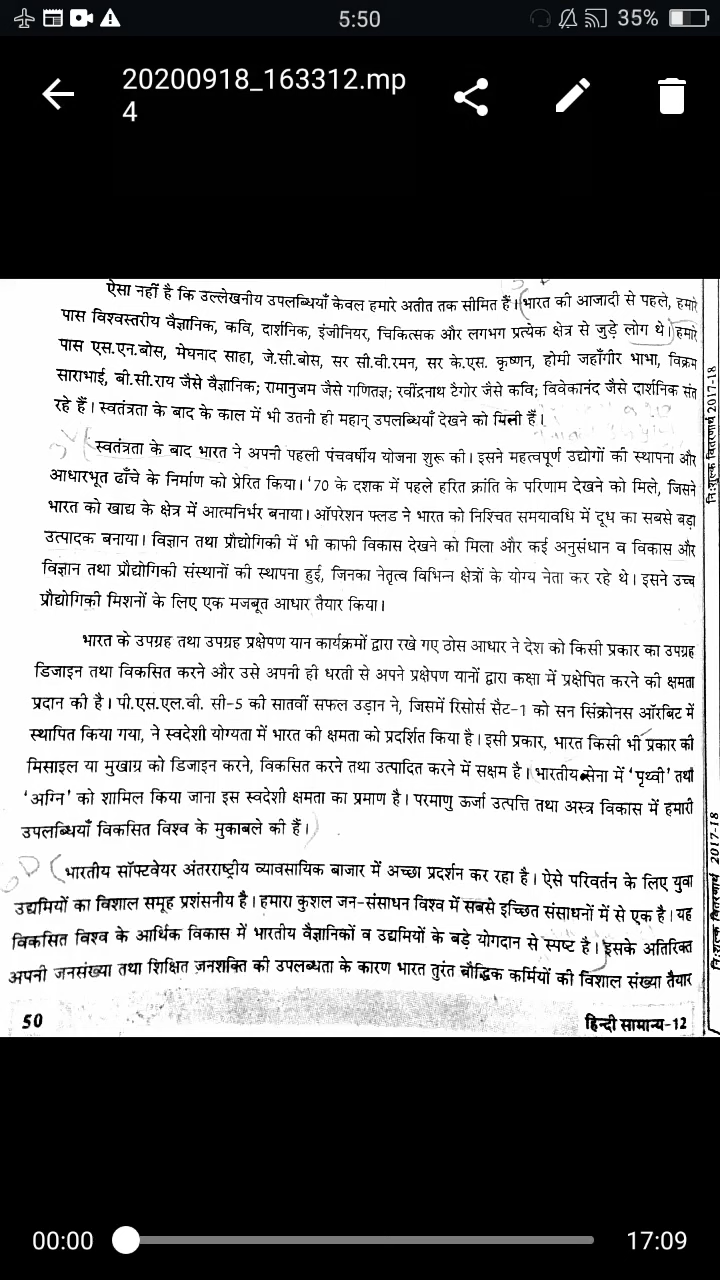 5:50
35%
20200918_163312.mp
4
ऐसा नहीं है कि उल्लेखनीय उपलब्धियाँ केवल हमारे अतीत तक सीमित हैं। भारत की आजादी से पहले, हमारे
पास विश्वस्तरीय वैज्ञानिक, कवि, दार्शनिक, इंजीनियर, चिकित्सक और लगभग प्रत्येक क्षेत्र से जुड़े लोग थे। हमारे
पास एस.एन.बोस, मेघनाद साहा, जे.सी.बोस, सर सी.वी.रमन, सर के.एस. कृष्णन, होमी जहाँगीर भाभा, विक्रम
साराभाई, बी.सी.राय जैसे वैज्ञानिक; रामानुजम जैसे गणितज्ञ; रवींद्रनाथ टैगोर जैसे कवि; विवेकानंद जैसे दार्शनिक संत
रहे हैं। स्वतंत्रता के बाद के काल में भी उतनी ही महान् उपलब्धियाँ देखने को मिली हैं।
स्वतंत्रता के बाद भारत ने अपनी पहली पंचवर्षीय योजना शुरू की। इसने महत्वपूर्ण उद्योगों की स्थापना और
आधारभूत ढाँचे के निर्माण को प्रेरित किया। '70 के दशक में पहले हरित क्रांति के परिणाम देखने को मिले, जिसने
भारत को खाद्य के क्षेत्र में आत्मनिर्भर बनाया। ऑपरेशन फ्लड ने भारत को निश्चित समयावधि में दूध का सबसे बड़ा
उत्पादक बनाया। विज्ञान तथा प्रौद्योगिकी में भी काफी विकास देखने को मिला और कई अनुसंधान व विकास और
विज्ञान तथा प्रौद्योगिकी संस्थानों की स्थापना हुई, जिनका नेतृत्व विभिन्न क्षेत्रों के योग्य नेता कर रहे थे। इसने उच्च
प्रौद्योगिकी मिशनों के लिए एक मजबूत आधार तैयार किया।
भारत के उपग्रह तथा उपग्रह प्रक्षेपण यान कार्यक्रमों द्वारा रखे गए ठोस आधार ने देश को किसी प्रकार का उपग्रह
डिजाइन तथा विकसित करने और उसे अपनी ही धरती से अपने प्रक्षेपण यानों द्वारा कक्षा में प्रक्षेपित करने की क्षमता
प्रदान की है। पी.एस.एल.वी. सी-5 की सातवीं सफल उड़ान ने, जिसमें रिसोर्स सैट-1 को सन सिंक्रोनस ऑरबिट में
स्थापित किया गया, ने स्वदेशी योग्यता में भारत की क्षमता को प्रदर्शित किया है। इसी प्रकार, भारत किसी भी प्रकार की
मिसाइल या मुखाग्र को डिजाइन करने, विकसित करने तथा उत्पादित करने में सक्षम है। भारतीय सेना में 'पृथ्वी' तथा
'अग्नि' को शामिल किया जाना इस स्वदेशी क्षमता का प्रमाण है। परमाणु ऊर्जा उत्पत्ति तथा अस्त्र विकास में हमारी
उपलब्धियाँ विकसित विश्व के मुकाबले की हैं।
भारतीय सॉफ्टवेयर अंतरराष्ट्रीय व्यावसायिक बाजार में अच्छा प्रदर्शन कर रहा है। ऐसे परिवर्तन के लिए युवा
उद्यमियों का विशाल समूह प्रशंसनीय है। हमारा कुशल जन-संसाधन विश्व में सबसे इच्छित संसाधनों में से एक है। यह
विकसित विश्व के आर्थिक विकास में भारतीय वैज्ञानिकों व उद्यमियों के बड़े योगदान से स्पष्ट है। इसके अतिरिक्त
अपनी जनसंख्या तथा शिक्षित जनशक्ति की उपलब्धता के कारण भारत तुरंत बौद्धिक कर्मियों की विशाल संख्या तैयार
50
हिन्दी सामान्य-12
नि:शुल्क वितरणार्थ 2017-18
नि:शुल्क वितरणार्थ 2017-18
00:00
17:09